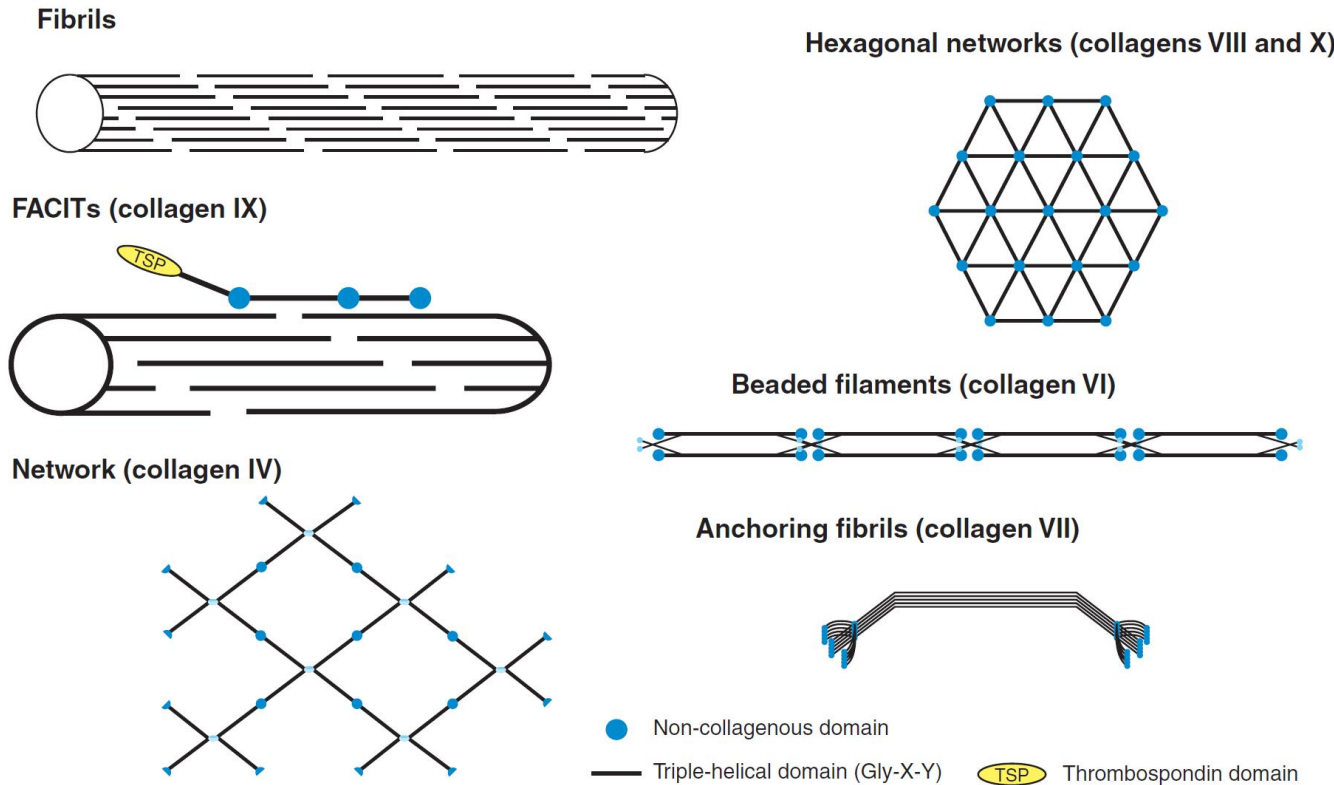 Fibrils
Hexagonal networks (collagens VIII and X)
FACITs (collagen IX)
TSP
Beaded filaments (collagen VI)
Network (collagen IV)
Anchoring fibrils (collagen VII)
Non-collagenous domain
Triple-helical domain (Gly-X-Y)
TSP Thrombospondin domain